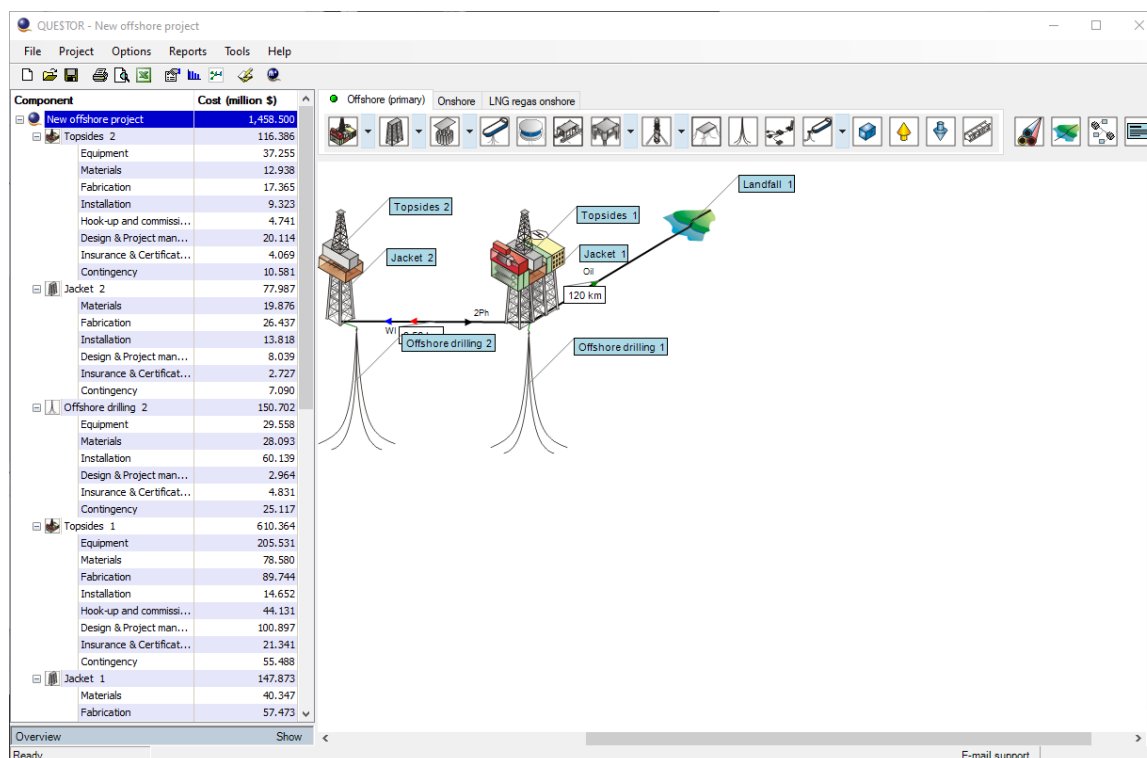 QUE$TOR - New offshore project
File Project Options Reports Tools Help
Component Cost (million $)
New offshore project 1,458.500
Topsides 2 116.386
Equipment 37.255
Materials 12.938
Fabrication 17.365
Installation 9.323
Hook-up and commissi... 4.741
Design & Project man... 20.114
Insurance & Certificat... 4.069
Contingency 10.581
Jacket 2 77.987
Materials 19.876
Fabrication 26.437
Installation 13.818
Design & Project man... 8.039
Insurance & Certificat... 2.727
Contingency 7.090
Offshore drilling 2 150.702
Equipment 29.558
Materials 28.093
Installation 60.139
Design & Project man... 2.964
Insurance & Certificat... 4.831
Contingency 25.117
Topsides 1 610.364
Equipment 205.531
Materials 78.580
Fabrication 89.744
Installation 14.652
Hook-up and commissi... 44.131
Design & Project man... 100.897
Insurance & Certificat... 21.341
Contingency 55.488
Jacket 1 147.873
Materials 40.347
Fabrication 57.473
Overview Show
Ready
Offshore (primary) Onshore LNG regas onshore
Landfall 1
Topsides 2
Topsides 1
Jacket 2
Jacket 1
Oil
120 km
2Ph
WI
Offshore drilling 2
Offshore drilling 1
E-mail support